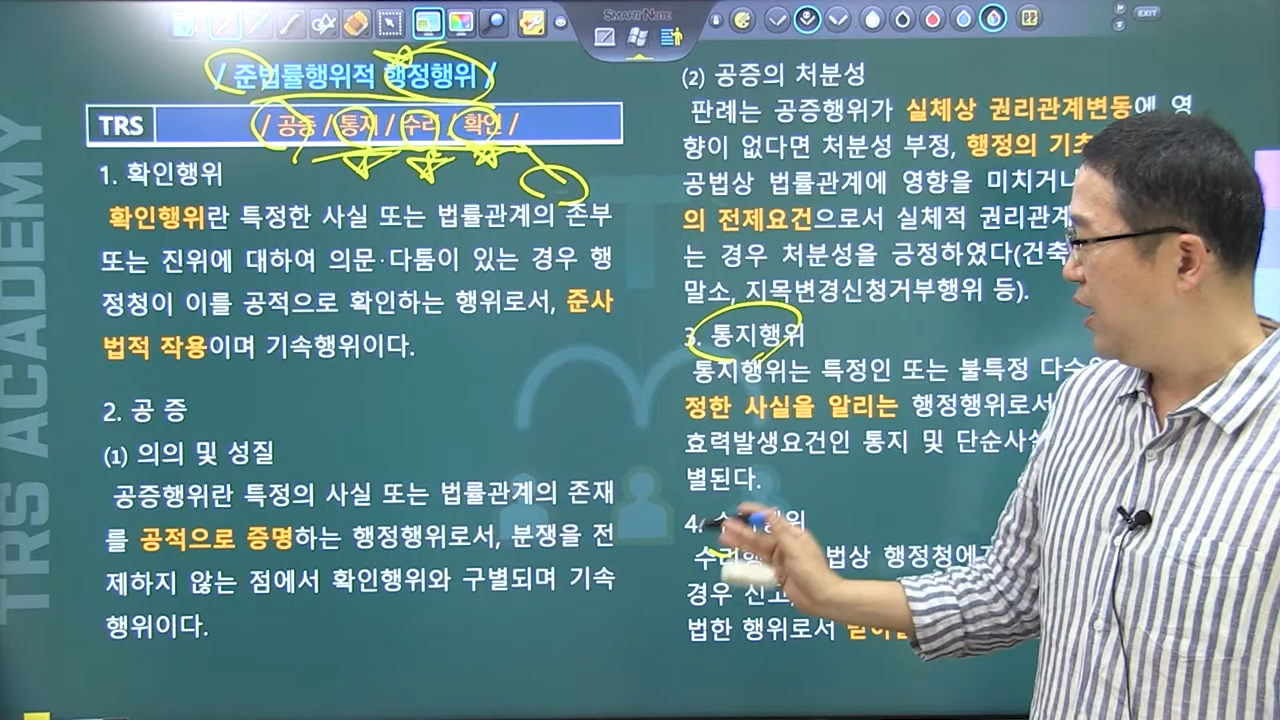 SMART NOTE
EXIT
/ 준법률행위적 행정행위 /
TRS / 공증 / 통지 / 수리 / 확인 /
1. 확인행위
확인행위란 특정한 사실 또는 법률관계의 존부
또는 진위에 대하여 의문·다툼이 있는 경우 행
정청이 이를 공적으로 확인하는 행위로서, 준사
법적 작용이며 기속행위이다.
2. 공 증
(1) 의의 및 성질
공증행위란 특정의 사실 또는 법률관계의 존재
를 공적으로 증명하는 행정행위로서, 분쟁을 전
제하지 않는 점에서 확인행위와 구별되며 기속
행위이다.
(2) 공증의 처분성
판례는 공증행위가 실체상 권리관계변동에 영
향이 없다면 처분성 부정, 행정의 기초
공법상 법률관계에 영향을 미치거나
의 전제요건으로서 실체적 권리관계
는 경우 처분성을 긍정하였다(건축
말소, 지목변경신청거부행위 등).
3. 통지행위
통지행위는 특정인 또는 불특정 다수
정한 사실을 알리는 행정행위로서
효력발생요건인 통지 및 단순사실
별된다.
4. 행위
수리행 법상 행정청에
경우 신고,
법한 행위로서
TRS ACADEMY